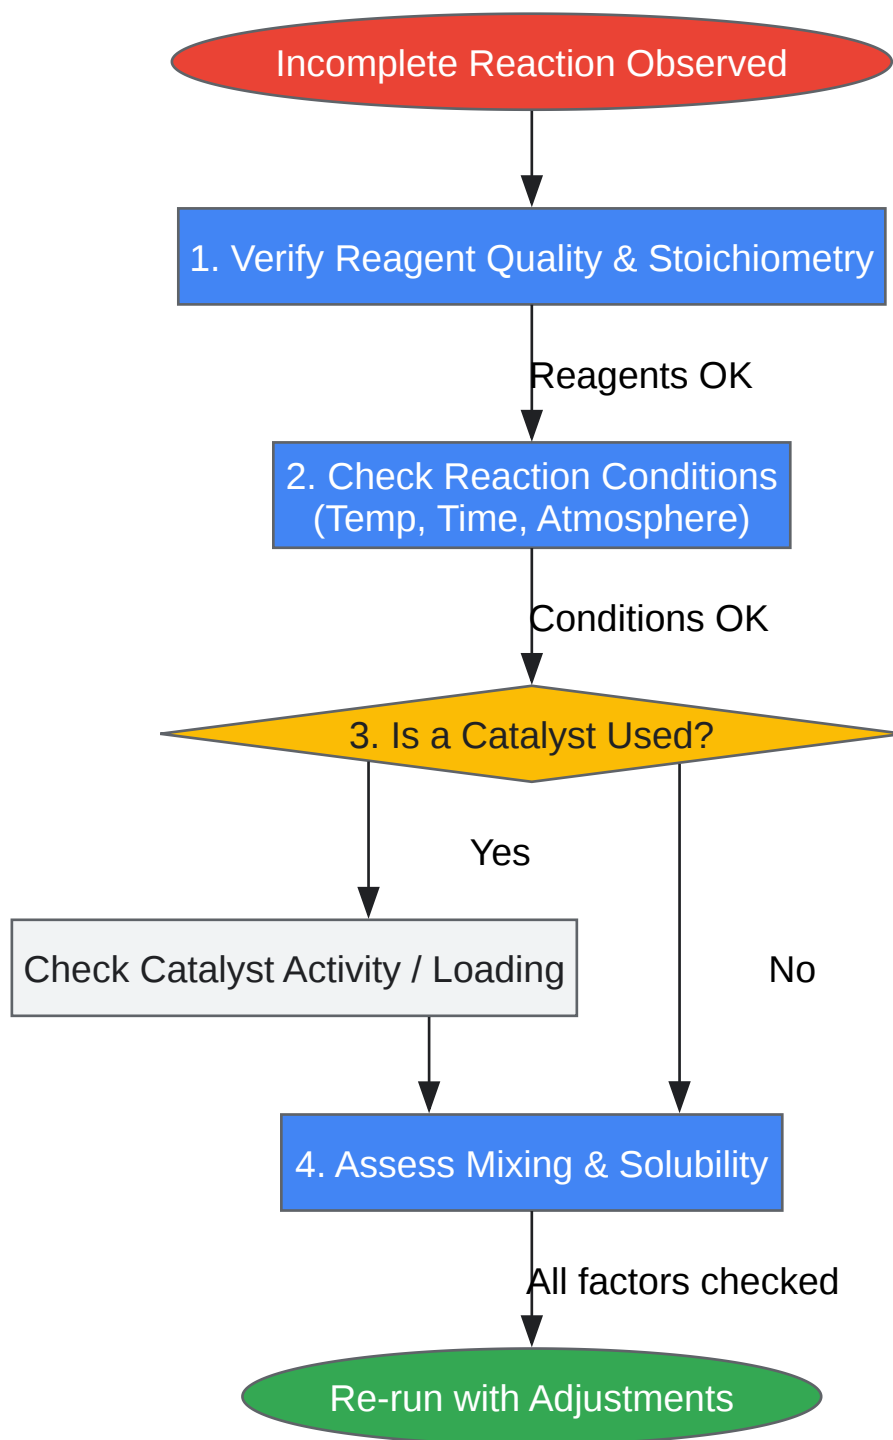 Incomplete Reaction Observed
1. Verify Reagent Quality & Stoichiometry
Reagents OK
2. Check Reaction Conditions
(Temp, Time, Atmosphere)
Conditions OK
3. Is a Catalyst Used?
Yes
Check Catalyst Activity / Loading
No
4. Assess Mixing & Solubility
All factors checked
Re-run with Adjustments